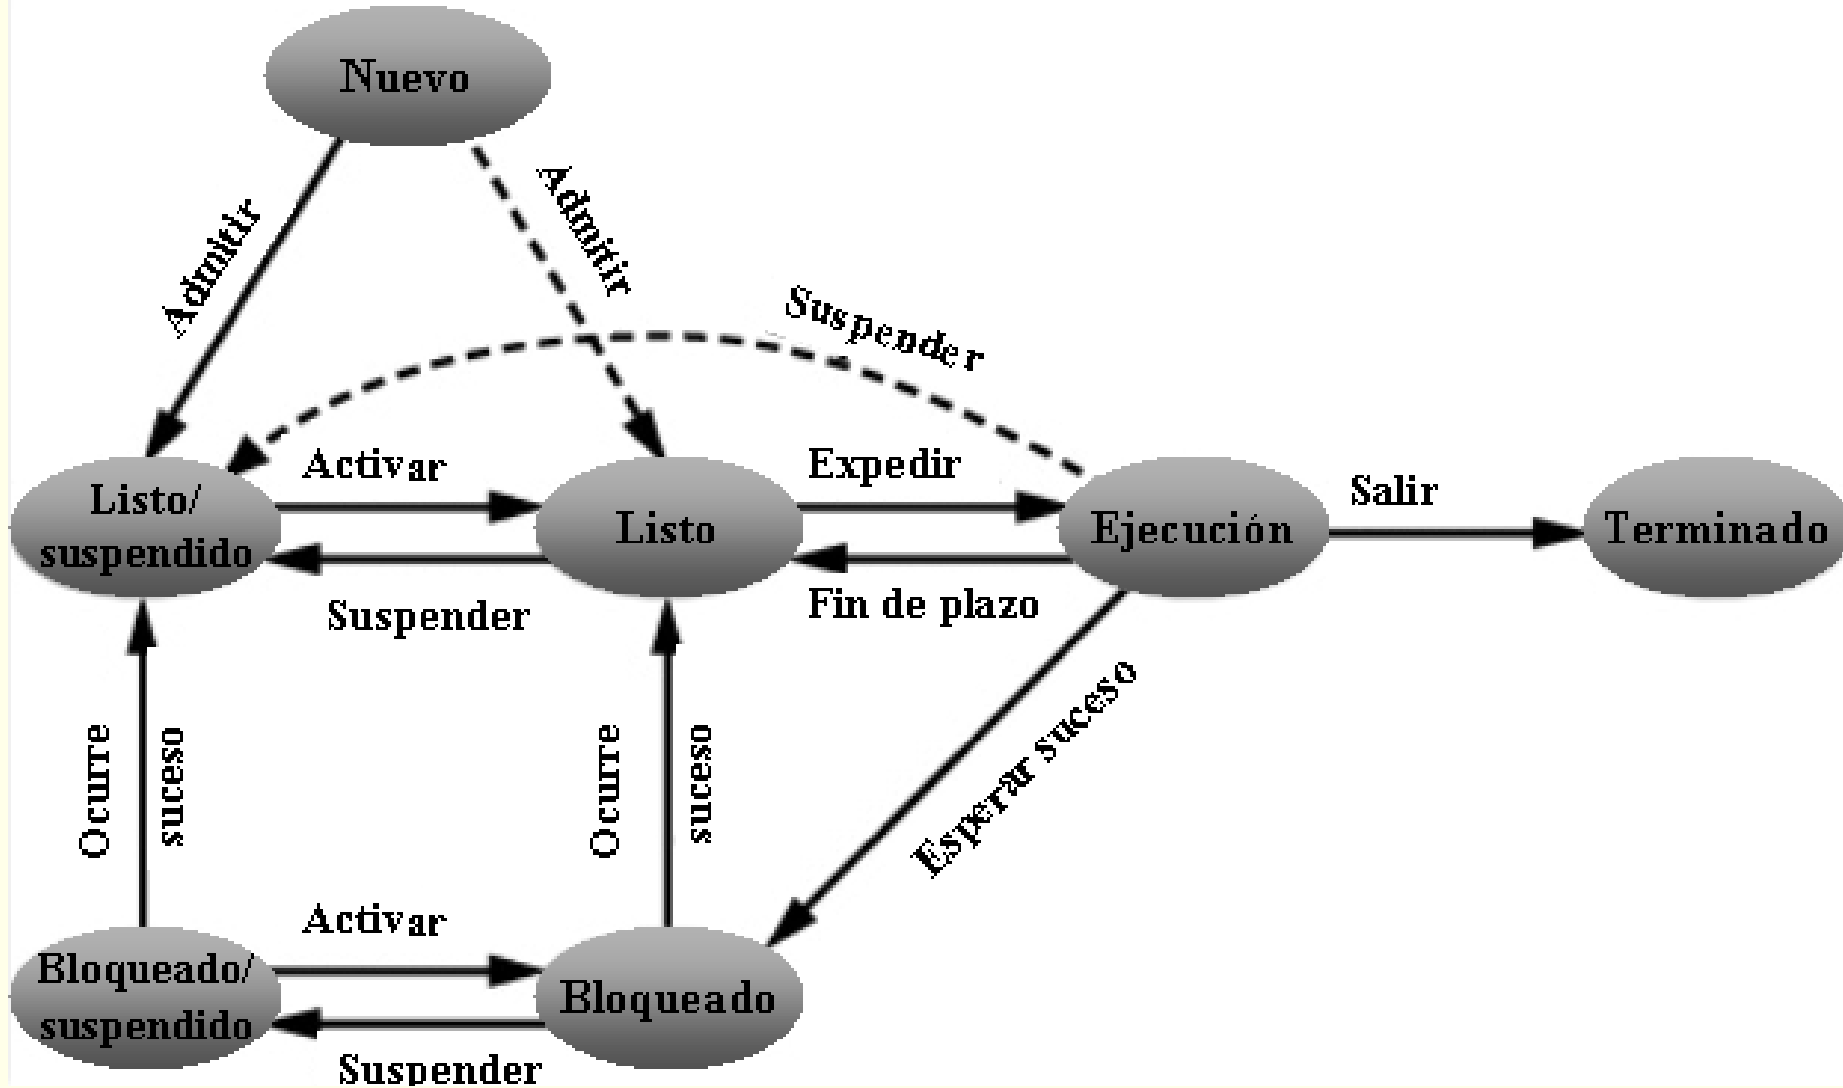 Nuevo
Admitir
Admitir
Suspender
Activar
Expedir
Salir
Listo/
suspendido
Listo
Ejecución
Terminado
Suspender
Fin de plazo
Ocurre
suceso
Ocurre
suceso
Esperar suceso
Activar
Bloqueado/
suspendido
Bloqueado
Suspender